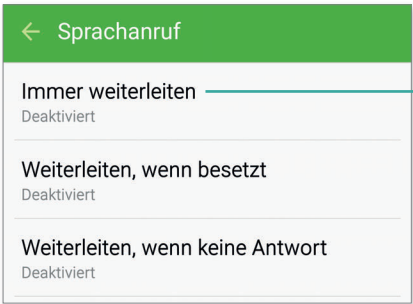 Sprachanruf
Immer weiterleiten
Deaktiviert
Weiterleiten, wenn besetzt
Deaktiviert
Weiterleiten, wenn keine Antwort
Deaktiviert